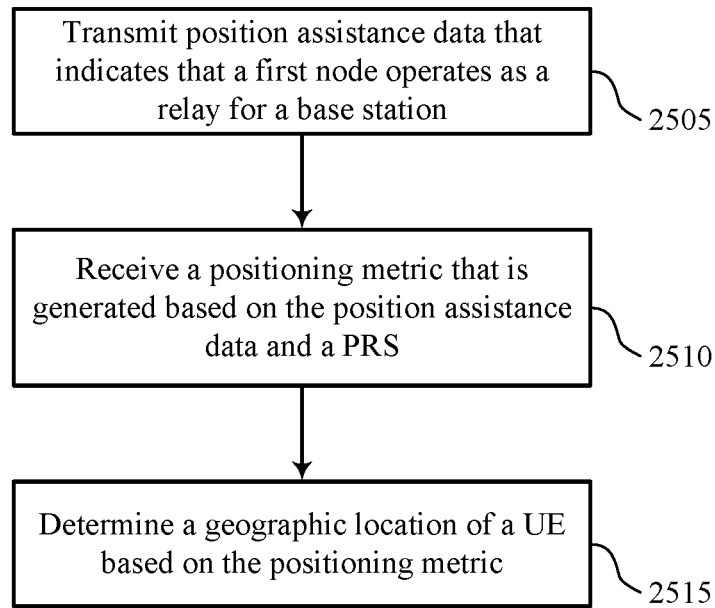 Transmit position assistance data that
indicates that a first node operates as a
relay for a base station
2505
Receive a positioning metric that is
generated based on the position assistance
data and a PRS
2510
Determine a geographic location of a UE
based on the positioning metric
2515